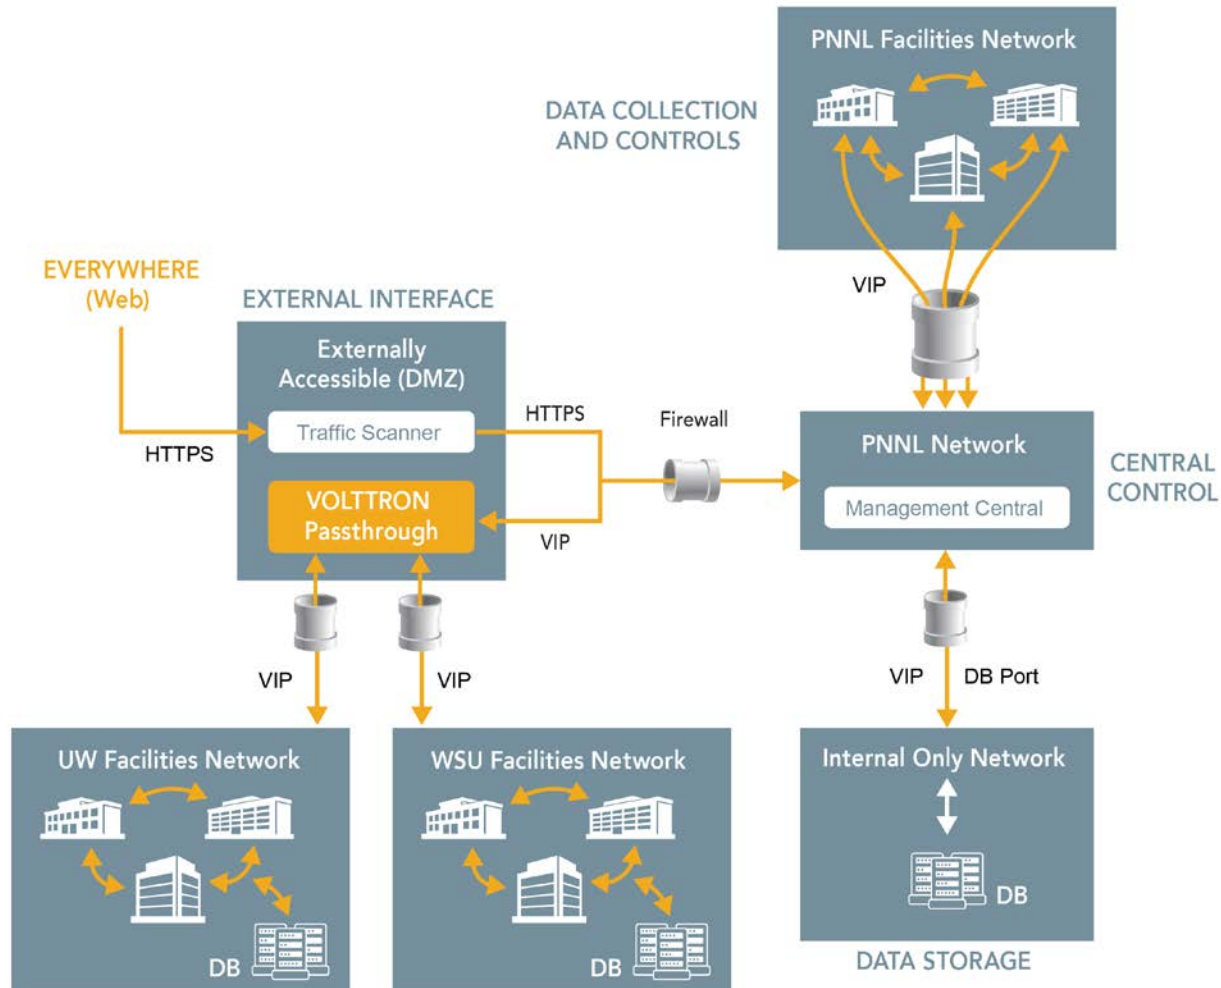 PNNL Facilities Network
DATA COLLECTION
AND CONTROLS
VIP
EVERYWHERE
(Web)
HTTPS
EXTERNAL INTERFACE
Externally
Accessible (DMZ)
Traffic Scanner
VOLTTRON
Passthrough
HTTPS
VIP
Firewall
PNNL Network
Management Central
CENTRAL
CONTROL
VIP
VIP
VIP
DB Port
UW Facilities Network
DB
WSU Facilities Network
DB
Internal Only Network
DB
DATA STORAGE